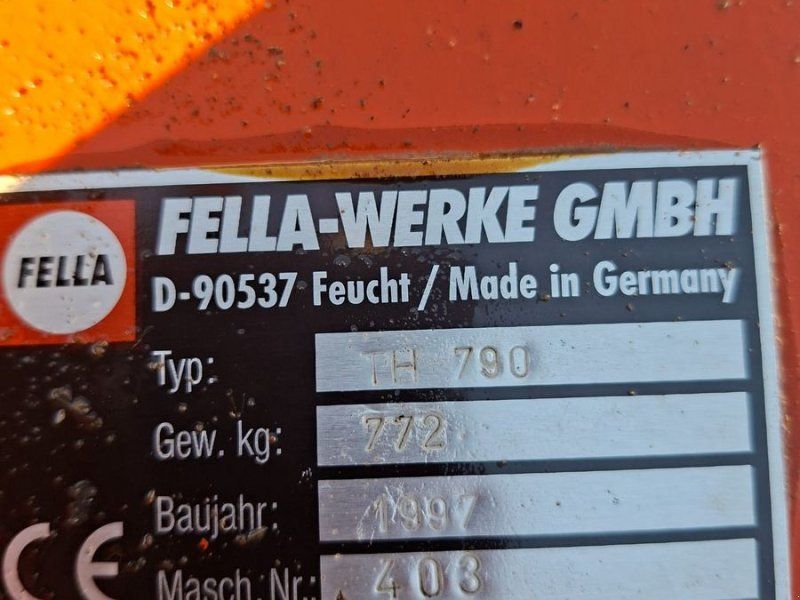 FELLA
FELLA-WERKE GMBH
D-90537 Feucht / Made in Germany
Typ: TH 790
Gew. kg: 772
Baujahr: 1997
Masch. Nr.: 403
CE